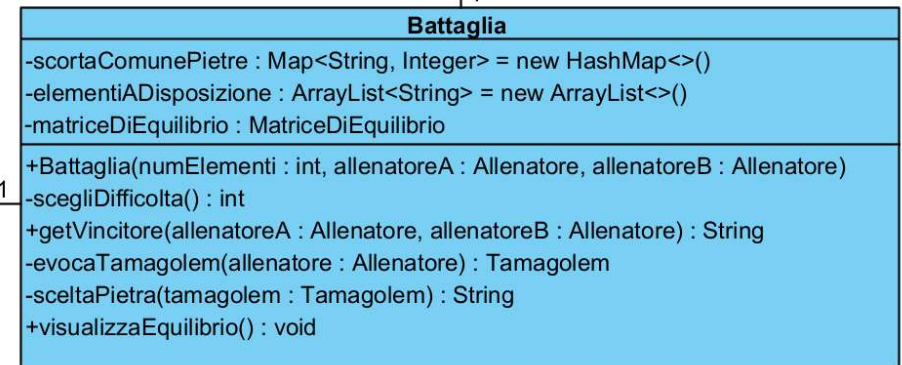 Battaglia
-scortaComunePietre : Map<String, Integer> = new HashMap<>()
-elementiADisposizione : ArrayList<String> = new ArrayList<>()
-matriceDiEquilibrio : MatriceDiEquilibrio
+Battaglia(numElementi : int, allenatoreA : Allenatore, allenatoreB : Allenatore)
1
-scegliDifficolta() : int
+getVincitore(allenatoreA : Allenatore, allenatoreB : Allenatore) : String
-evocaTamagolem(allenatore : Allenatore) : Tamagolem
-sceltaPietra(tamagolem : Tamagolem) : String
+visualizzaEquilibrio() : void